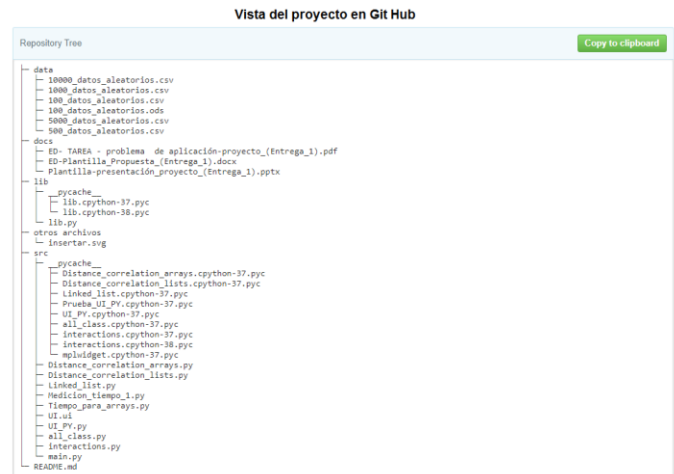 Vista del proyecto en Git Hub
Repository Tree
Copy to clipboard
├─ data
│  ├─ 10000_datos_aleatorios.csv
│  ├─ 1000_datos_aleatorios.csv
│  ├─ 100_datos_aleatorios.csv
│  ├─ 100_datos_aleatorios.ods
│  ├─ 5000_datos_aleatorios.csv
│  └─ 500_datos_aleatorios.csv
├─ docs
│  ├─ ED- TAREA - problema  de aplicación-proyecto_(Entrega_1).pdf
│  ├─ ED-Plantilla_Propuesta_(Entrega_1).docx
│  └─ Plantilla-presentación_proyecto_(Entrega_1).pptx
├─ lib
│  ├─ __pycache__
│  │  ├─ lib.cpython-37.pyc
│  │  └─ lib.cpython-38.pyc
│  └─ lib.py
├─ otros archivos
│  └─ insertar.svg
├─ src
│  ├─ __pycache__
│  │  ├─ Distance_correlation_arrays.cpython-37.pyc
│  │  ├─ Distance_correlation_lists.cpython-37.pyc
│  │  ├─ Linked_list.cpython-37.pyc
│  │  ├─ Prueba_UI_PY.cpython-37.pyc
│  │  ├─ UI_PY.cpython-37.pyc
│  │  ├─ all_class.cpython-37.pyc
│  │  ├─ interactions.cpython-37.pyc
│  │  ├─ interactions.cpython-38.pyc
│  │  └─ mplwidget.cpython-37.pyc
│  ├─ Distance_correlation_arrays.py
│  ├─ Distance_correlation_lists.py
│  ├─ Linked_list.py
│  ├─ Medicion_tiempo_1.py
│  ├─ Tiempo_para_arrays.py
│  ├─ UI.ui
│  ├─ UI_PY.py
│  ├─ all_class.py
│  ├─ interactions.py
│  └─ main.py
└─ README.md